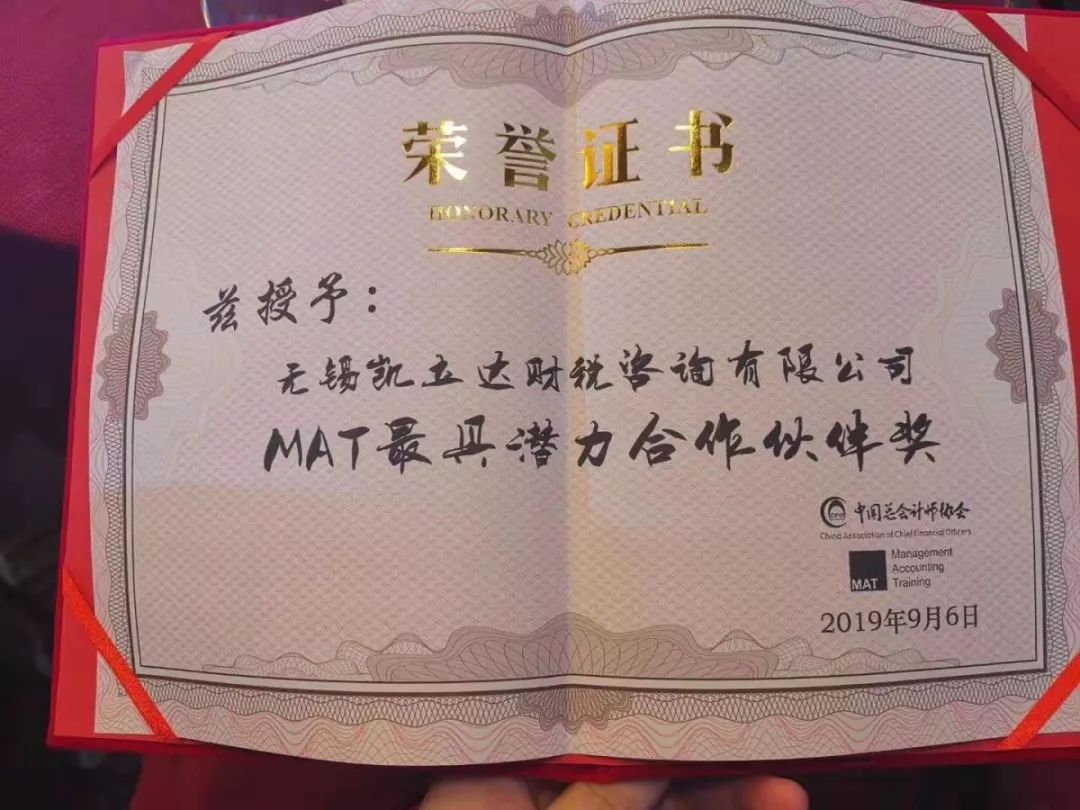 荣誉证书
HONORARY CREDENTIAL
兹授予：
无锡凯立达财税咨询有限公司
MAT最具潜力合作伙伴奖
CFO
中国总会计师协会
China Association of Chief Financial Officers
MAT
Management
Accounting
Training
2019年9月6日